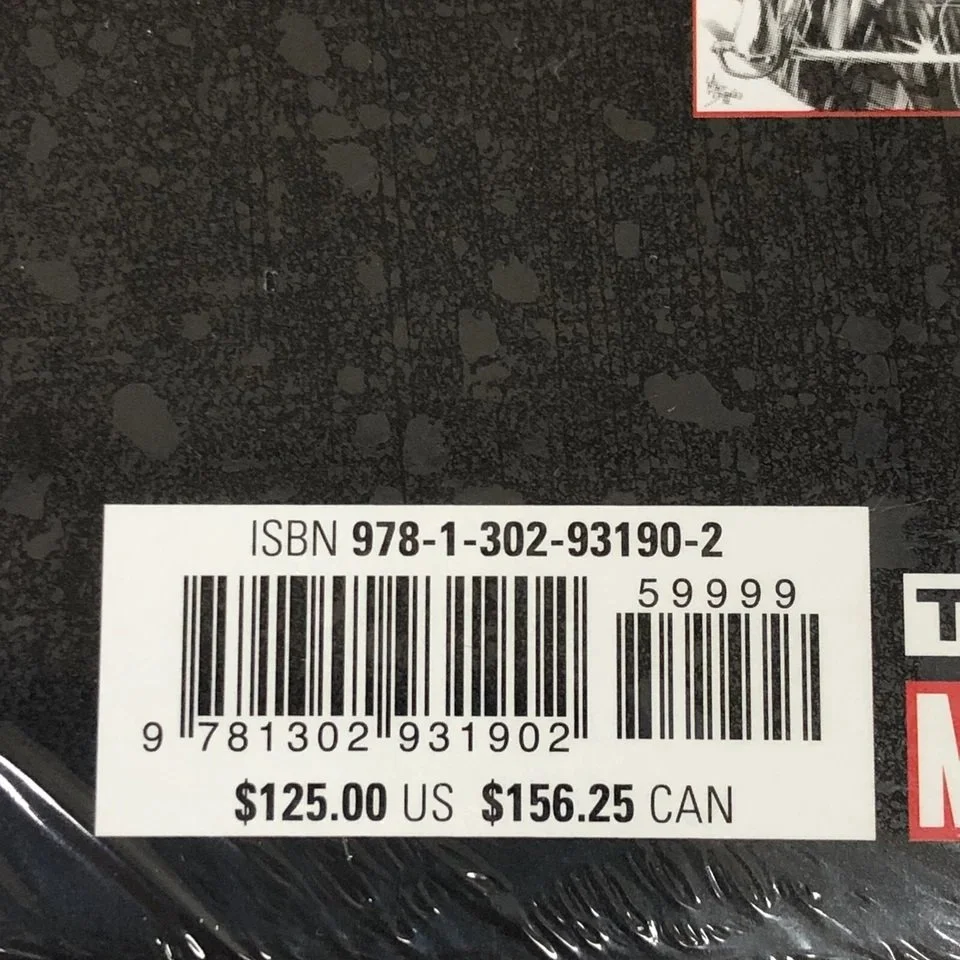 ISBN 978-1-302-93190-2
59999
9 781302 931902
$125.00 US $156.25 CAN
T
M